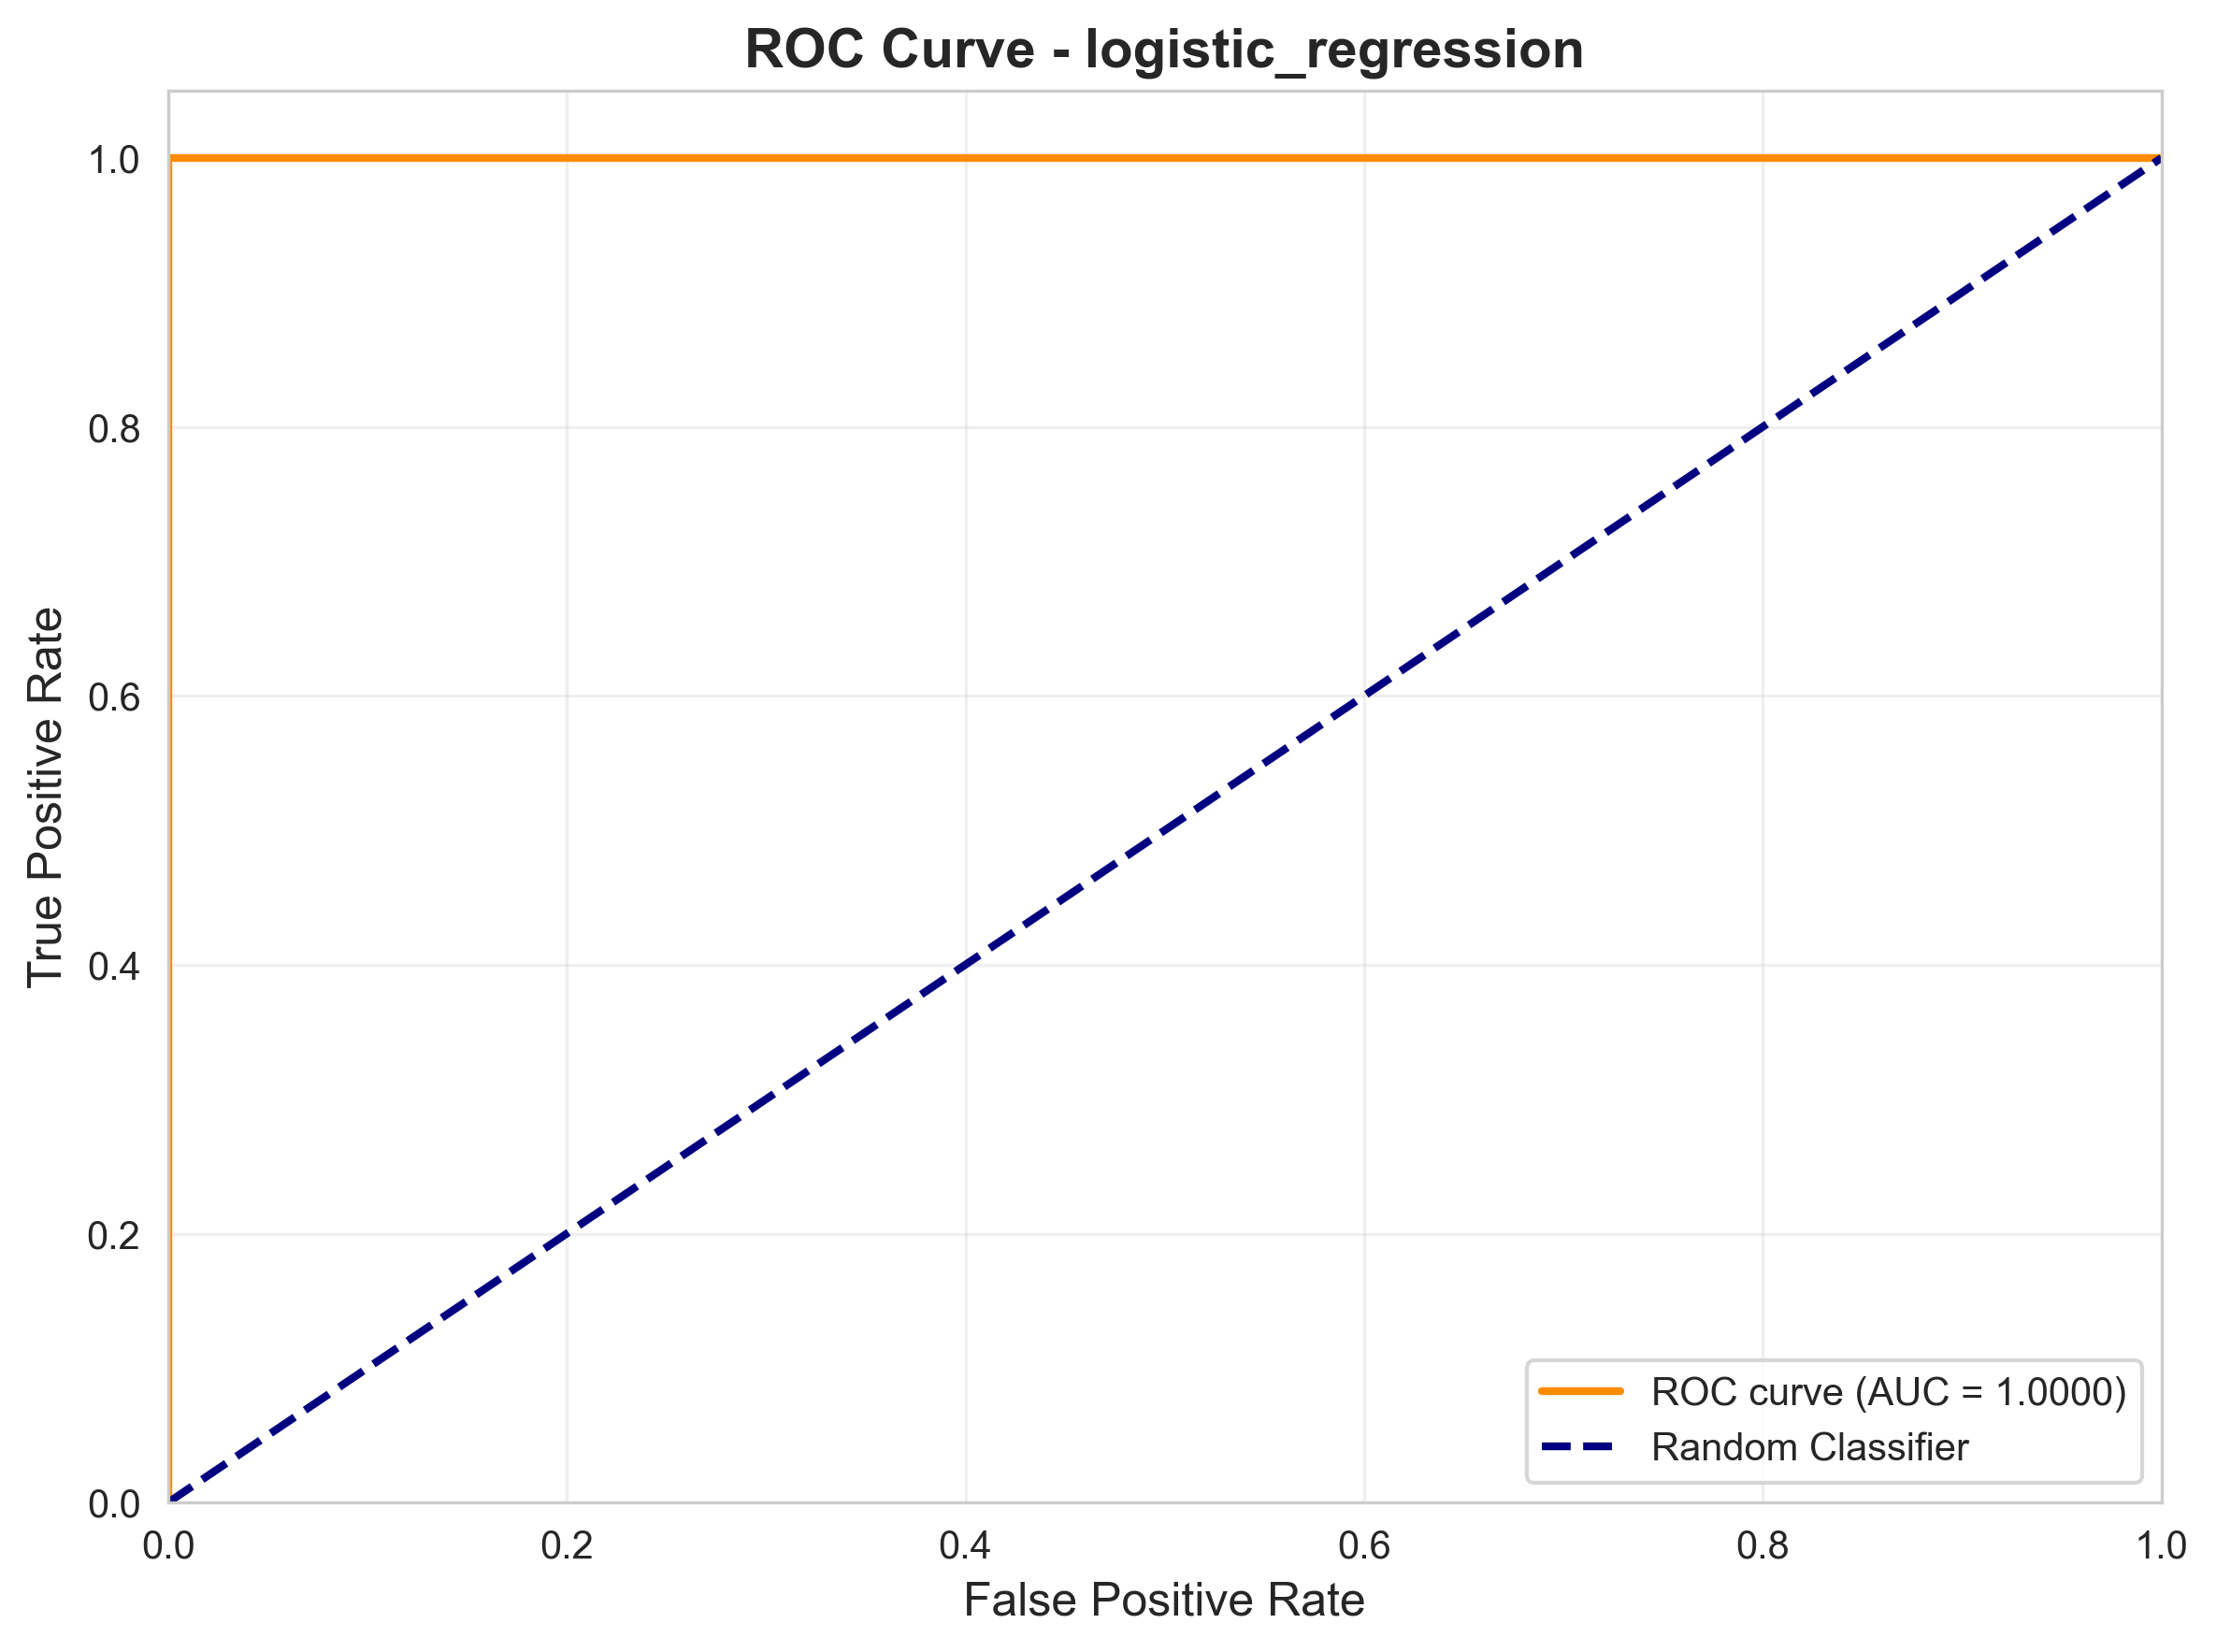 ROC Curve - logistic_regression
1.0
0.8
0.6
0.4
0.2
0.0
True Positive Rate
ROC curve (AUC = 1.0000)
Random Classifier
0.0 0.2 0.4 0.6 0.8 1.0
False Positive Rate